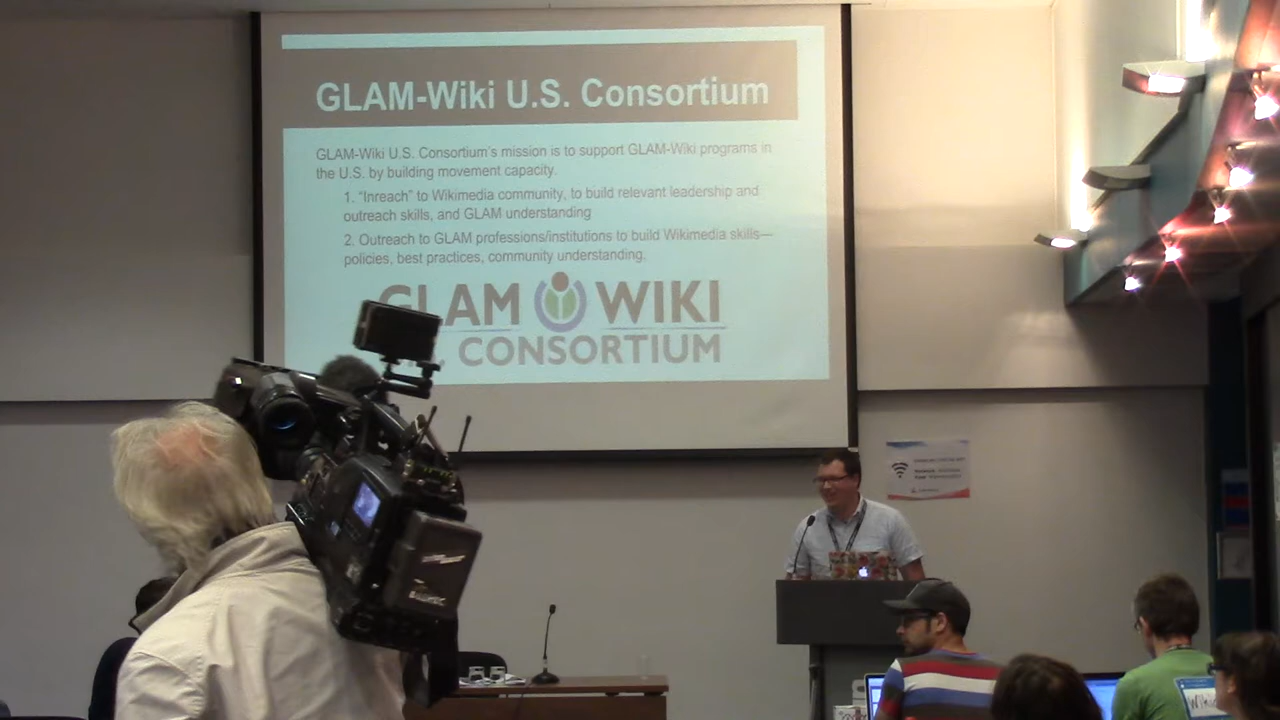 GLAM-Wiki U.S. Consortium
GLAM-Wiki U.S. Consortium's mission is to support GLAM-Wiki programs in
the U.S. by building movement capacity.
1. "Inreach" to Wikimedia community, to build relevant leadership and
outreach skills, and GLAM understanding
2. Outreach to GLAM professions/institutions to build Wikimedia skills—
policies, best practices, community understanding.
GLAM WIKI
CONSORTIUM